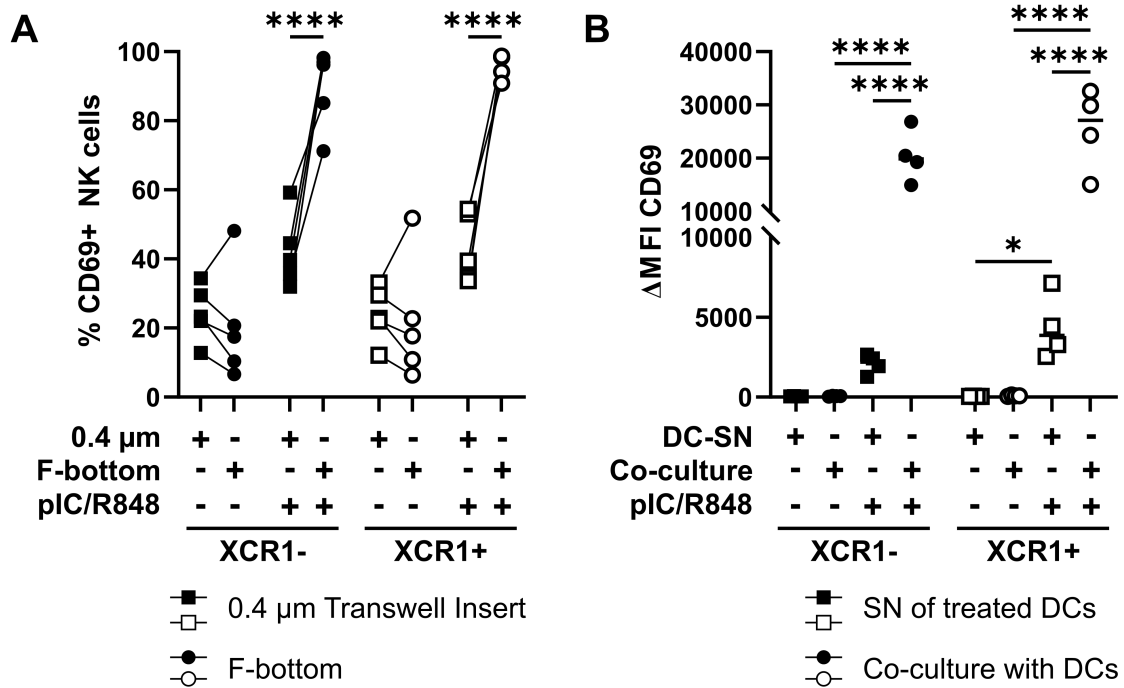 A
% CD69+ NK cells
100
80
60
40
20
0
**** ****
0.4 µm + - + - + - + -
F-bottom - + - + - + - +
pIC/R848 - - + + - - + +
XCR1- XCR1+
0.4 µm Transwell Insert
F-bottom
B
ΔMFI CD69
40000
30000
20000
10000
10000
5000
0
****
****
****
****
*
DC-SN + - + - + - + -
Co-culture - + - + - + - +
pIC/R848 - - + + - - + +
XCR1- XCR1+
SN of treated DCs
Co-culture with DCs